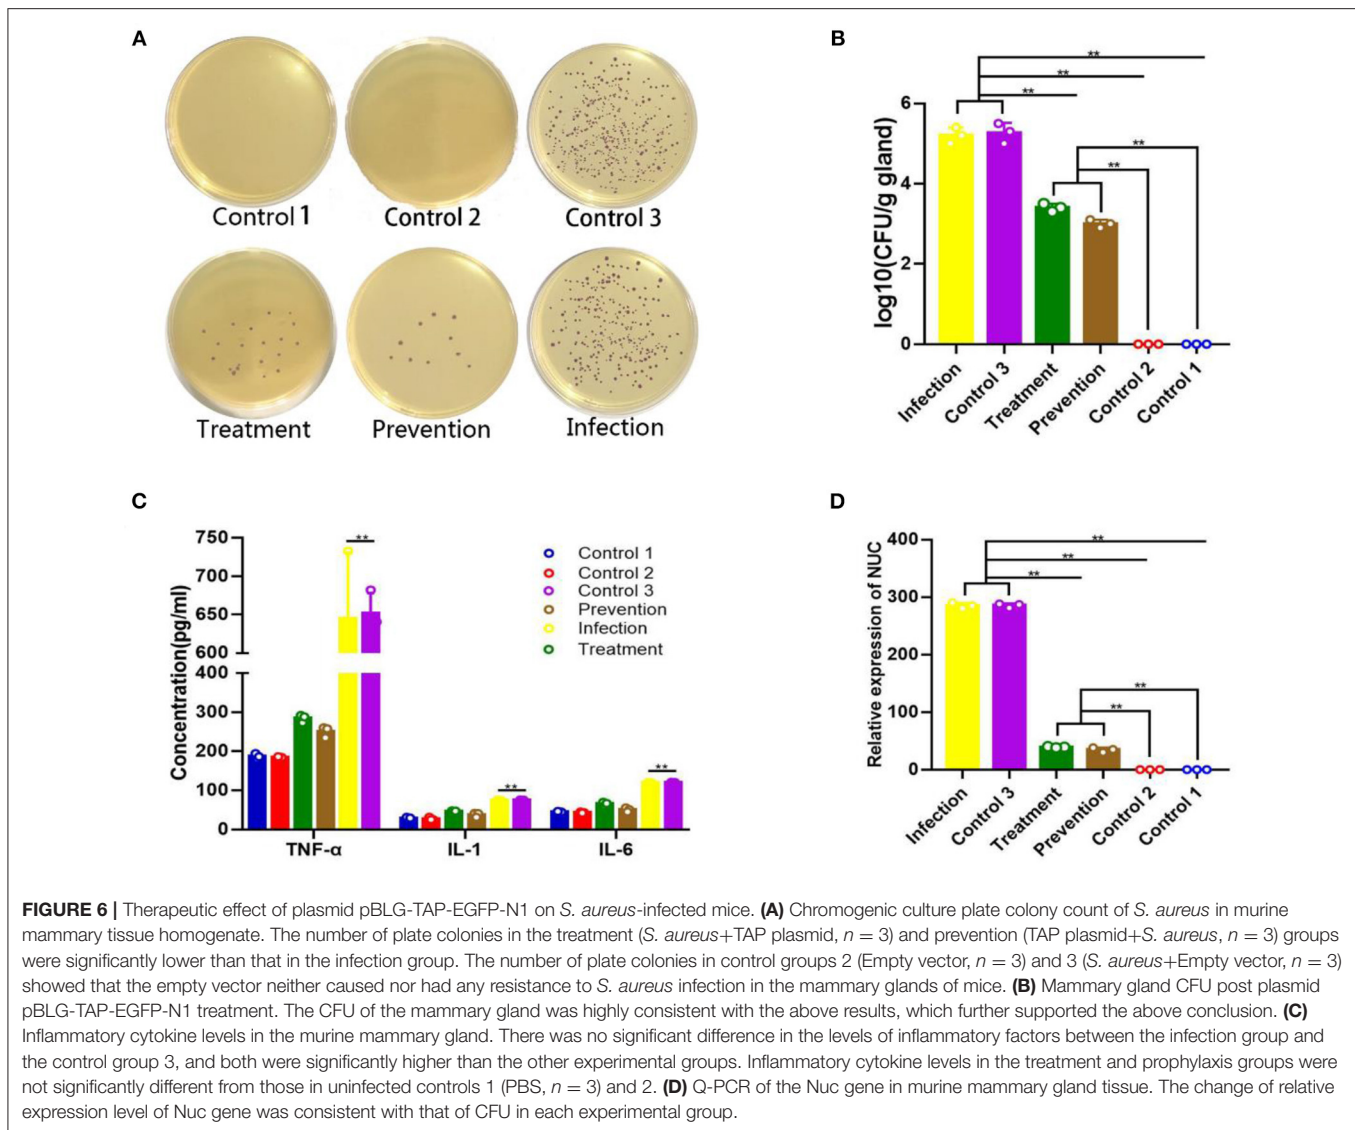 A
Control 1
Control 2
Control 3
Treatment
Prevention
Infection
B
**
**
**
**
**
log10(CFU/g gland)
6
4
2
0
Infection
Control 3
Treatment
Prevention
Control 2
Control 1
C
Concentration(pg/ml)
750
700
650
600
400
300
200
100
0
**
**
**
TNF-α
IL-1
IL-6
Control 1
Control 2
Control 3
Prevention
Infection
Treatment
D
Relative expression of NUC
400
300
200
100
0
**
**
**
**
**
Infection
Control 3
Treatment
Prevention
Control 2
Control 1
FIGURE 6 | Therapeutic effect of plasmid pBLG-TAP-EGFP-N1 on S. aureus-infected mice. (A) Chromogenic culture plate colony count of S. aureus in murine
mammary tissue homogenate. The number of plate colonies in the treatment (S. aureus+TAP plasmid, n = 3) and prevention (TAP plasmid+S. aureus, n = 3) groups
were significantly lower than that in the infection group. The number of plate colonies in control groups 2 (Empty vector, n = 3) and 3 (S. aureus+Empty vector, n = 3)
showed that the empty vector neither caused nor had any resistance to S. aureus infection in the mammary glands of mice. (B) Mammary gland CFU post plasmid
pBLG-TAP-EGFP-N1 treatment. The CFU of the mammary gland was highly consistent with the above results, which further supported the above conclusion. (C)
Inflammatory cytokine levels in the murine mammary gland. There was no significant difference in the levels of inflammatory factors between the infection group and
the control group 3, and both were significantly higher than the other experimental groups. Inflammatory cytokine levels in the treatment and prophylaxis groups were
not significantly different from those in uninfected controls 1 (PBS, n = 3) and 2. (D) Q-PCR of the Nuc gene in murine mammary gland tissue. The change of relative
expression level of Nuc gene was consistent with that of CFU in each experimental group.